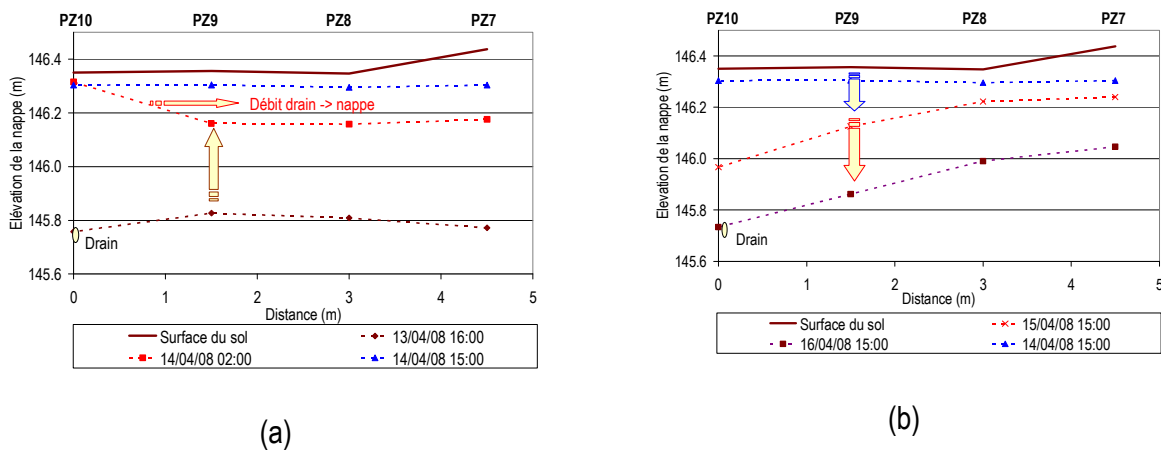 PZ10 PZ9 PZ8 PZ7
Elévation de la nappe (m)
146.4
146.2
146.0
145.8
145.6
Débit drain -> nappe
Drain
0 1 2 3 4 5
Distance (m)
Surface du sol 13/04/08 16:00
14/04/08 02:00 14/04/08 15:00
(a)
PZ10 PZ9 PZ8 PZ7
Elevation de la nappe (m)
146.4
146.2
146.0
145.8
145.6
Drain
0 1 2 3 4 5
Distance (m)
Surface du sol 15/04/08 15:00
16/04/08 15:00 14/04/08 15:00
(b)